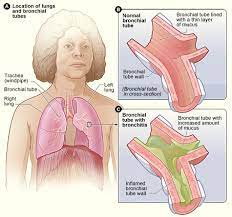 A Location of lungs
and bronchial
tubes
Trachea
(windpipe)
Bronchial tube
Right
lung
Left
lung
B Normal
bronchial
tube
Bronchial tube lined with
a thin layer
of mucus
Bronchial
tube wall
(Bronchial tube
in cross-section)
C Bronchial
tube with
bronchitis
Bronchial tube with
increased amount
of mucus
Inflamed
bronchial
tube wall